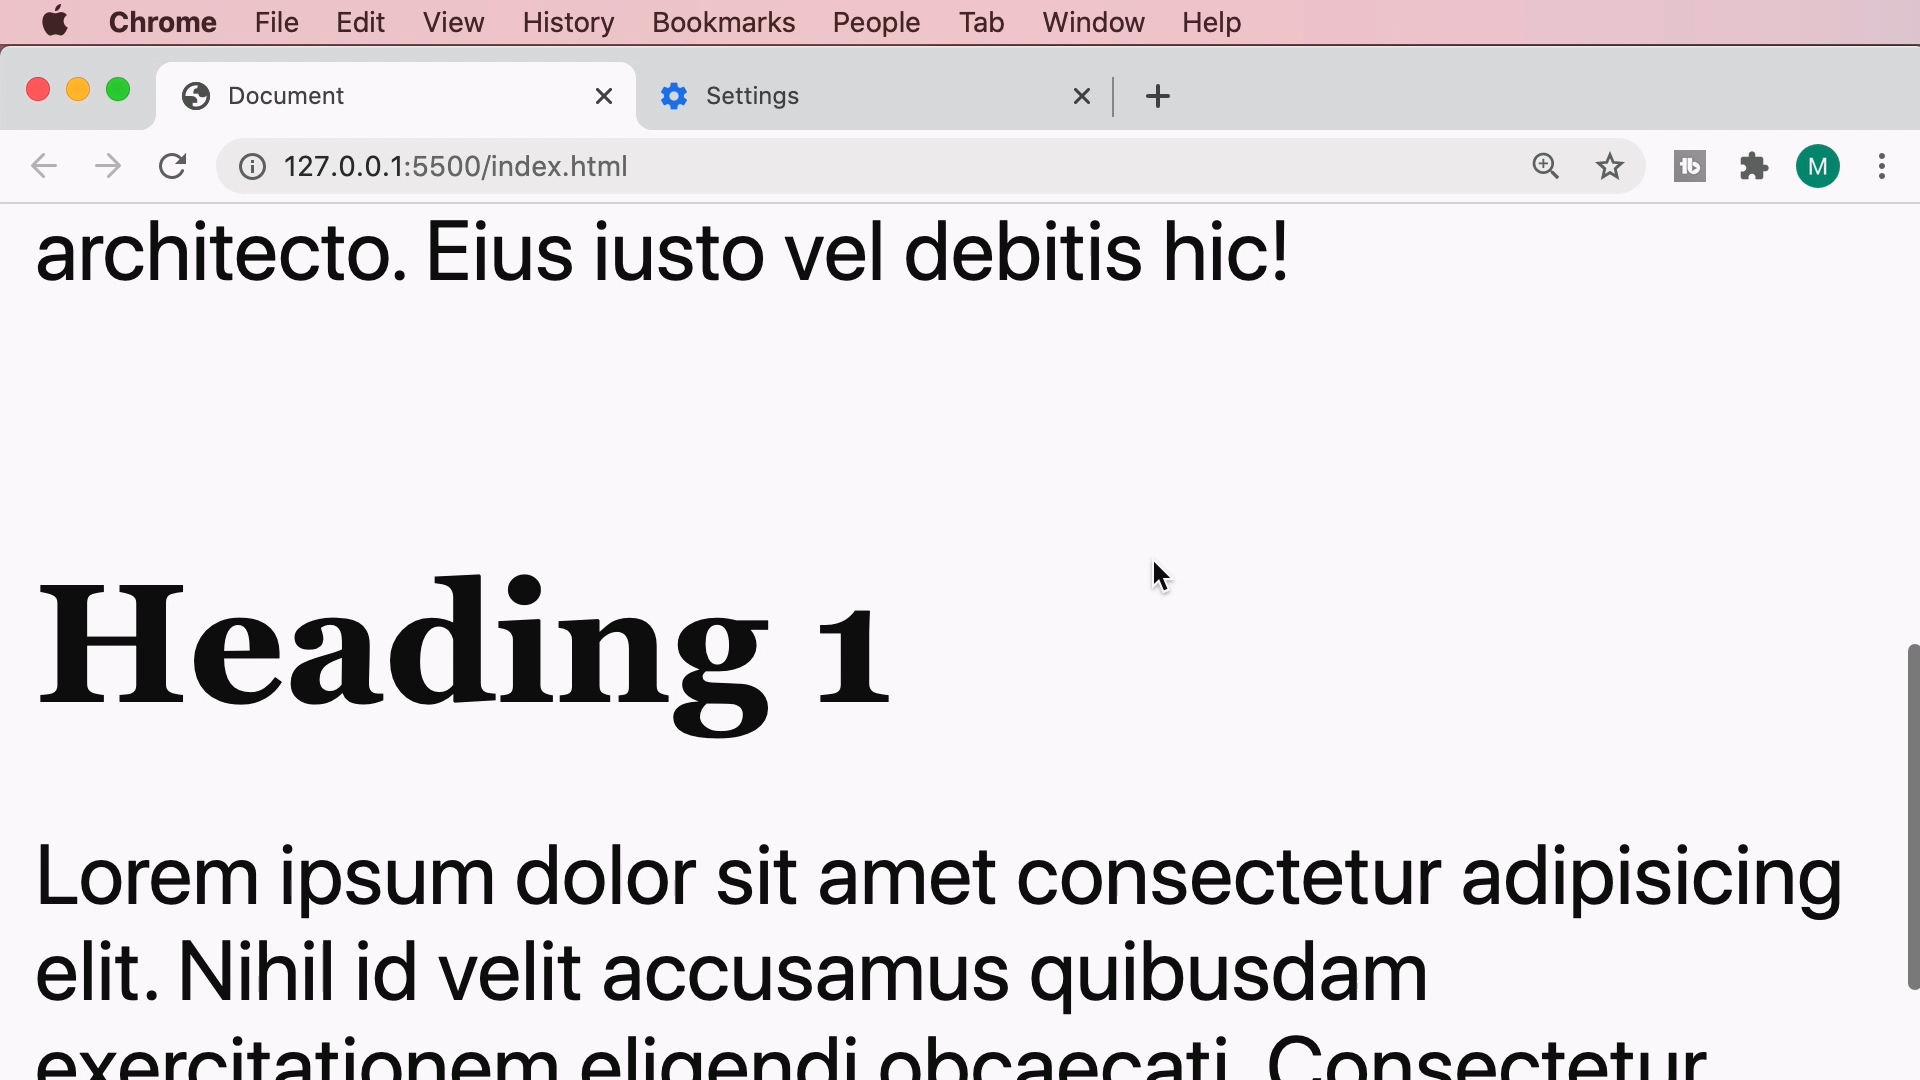 Chrome File Edit View History Bookmarks People Tab Window Help
Document Settings
127.0.0.1:5500/index.html M
architecto. Eius iusto vel debitis hic!
Heading 1
Lorem ipsum dolor sit amet consectetur adipisicing
elit. Nihil id velit accusamus quibusdam
exercitationem eligendi obcaecati. Consectetur